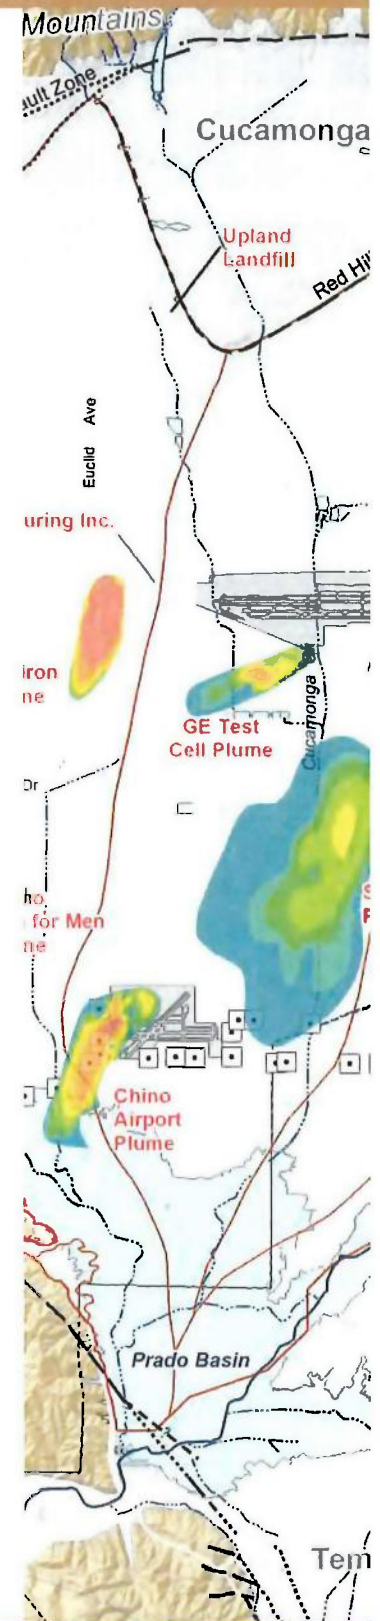 Mountains
ault Zone
Cucamonga
Upland
Landfill
Red Hil
Euclid Ave
uring Inc.
iron
ne
GE Test
Cell Plume
Cucamonga
Dr
ho
for Men
ne
S
P
Chino
Airport
Plume
Prado Basin
Tem